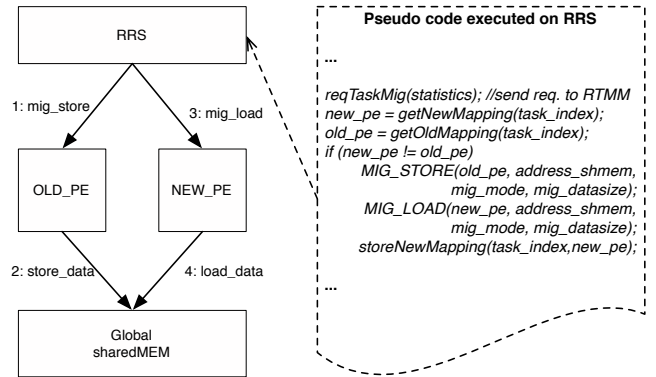 RRS
1: mig_store
3: mig_load
OLD_PE
NEW_PE
2: store_data
4: load_data
Global
sharedMEM
Pseudo code executed on RRS
...
reqTaskMig(statistics); //send req. to RTMM
new_pe = getNewMapping(task_index);
old_pe = getOldMapping(task_index);
if (new_pe != old_pe)
MIG_STORE(old_pe, address_shmem,
mig_mode, mig_datasize);
MIG_LOAD(new_pe, address_shmem,
mig_mode, mig_datasize);
storeNewMapping(task_index,new_pe);
...